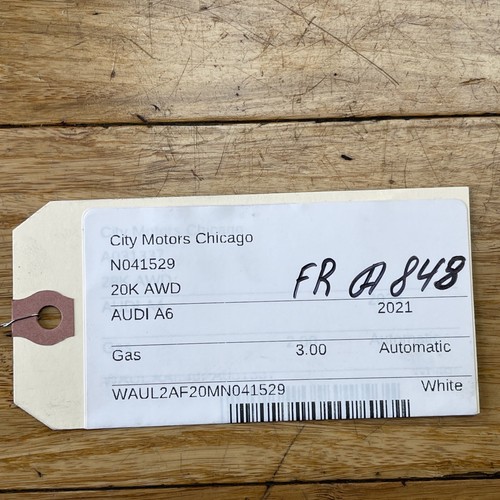 City Motors Chicago
N041529
20K AWD FR A848
AUDI A6 2021
Gas 3.00 Automatic
WAUL2AF20MN041529 White